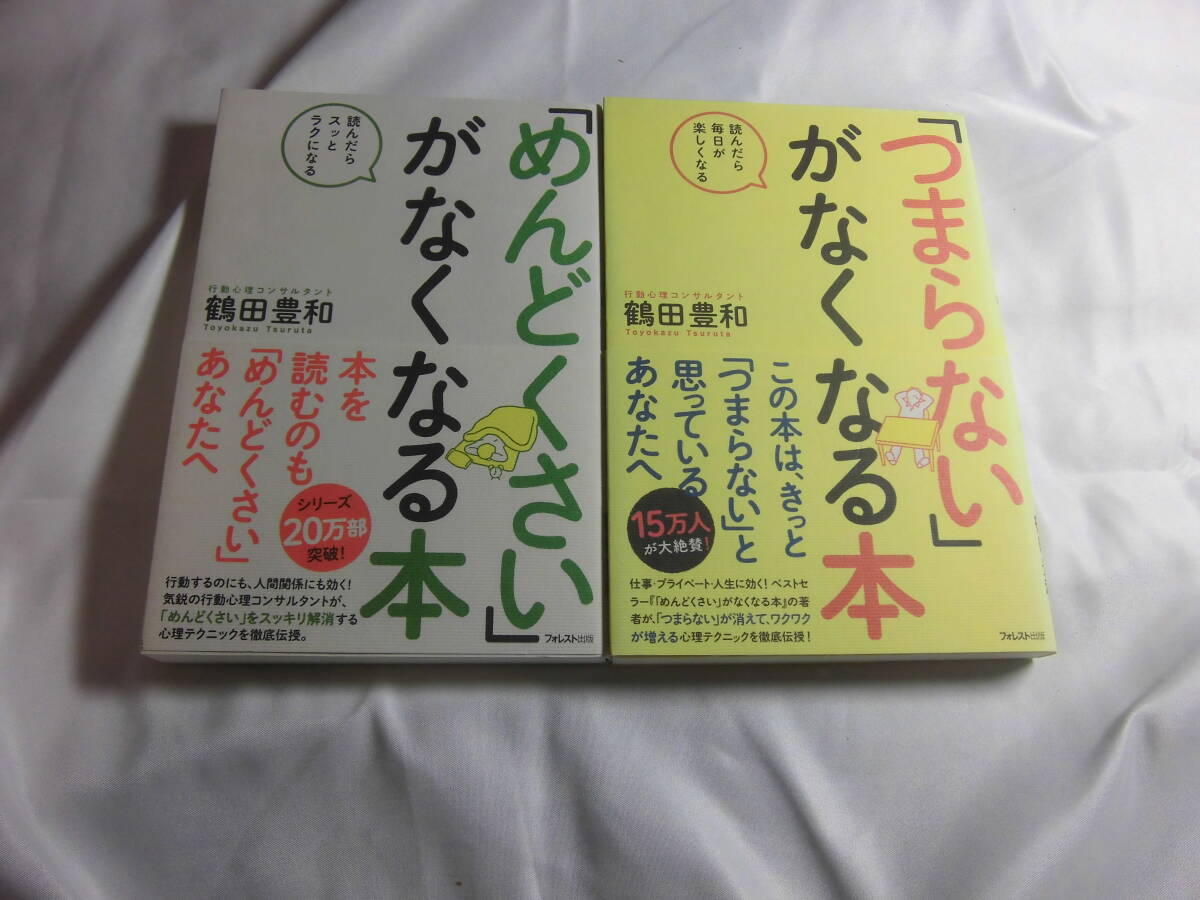 「めんどくさい」
がなくなる本
読んだら
スッと
ラクになる
行動心理コンサルタント
鶴田豊和
Toyokazu Tsuruta
本を
読むのも
「めんどくさい」
あなたへ
シリーズ
20万部
突破!
行動するのにも、人間関係にも効く!
気鋭の行動心理コンサルタントが、
「めんどくさい」をスッキリ解消する
心理テクニックを徹底伝授。
フォレスト出版
「つまらない」
がなくなる本
読んだら
毎日が
楽しくなる
行動心理コンサルタント
鶴田豊和
Toyokazu Tsuruta
この本は、きっと
「つまらない」と
思っている
あなたへ
15万人
が大絶賛!
仕事・プライベート・人生に効く! ベストセ
ラー『「めんどくさい」がなくなる本』の著
者が、「つまらない」が消えて、ワクワク
が増える心理テクニックを徹底伝授!
フォレスト出版